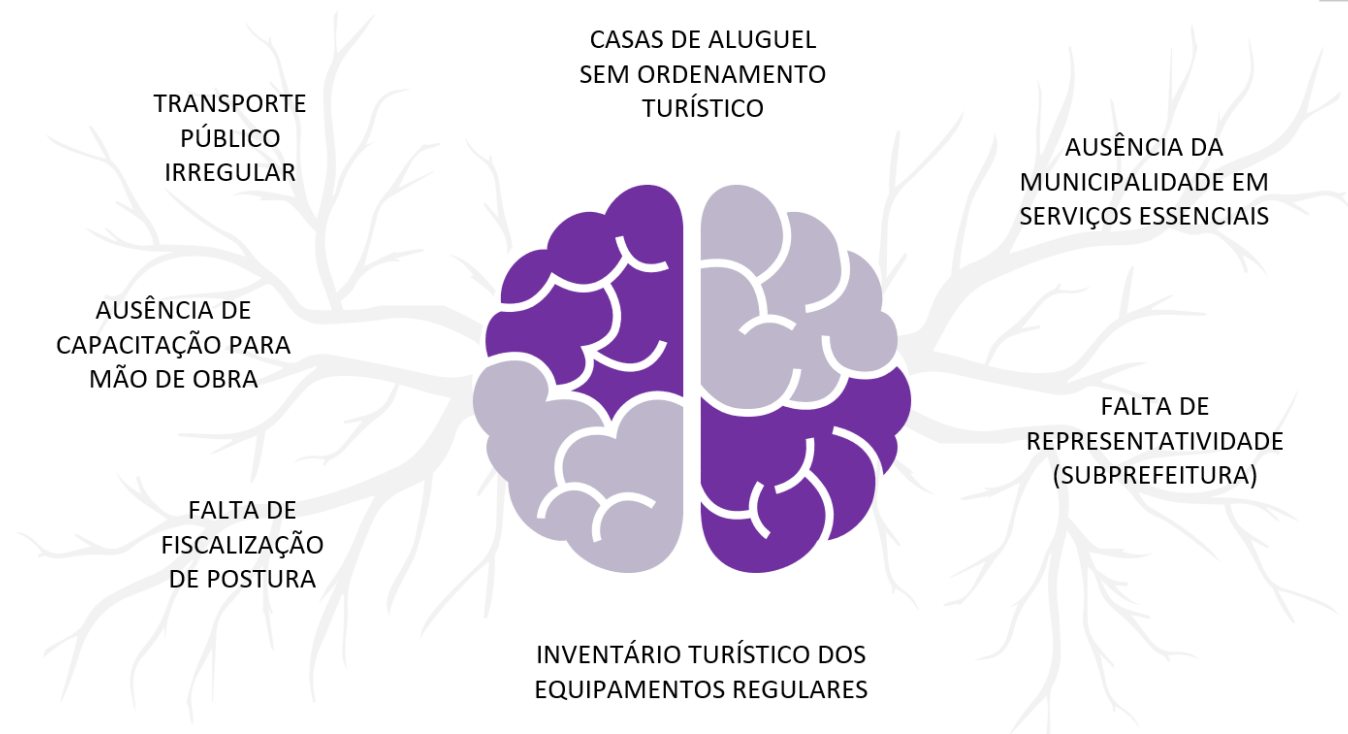 CASAS DE ALUGUEL
SEM ORDENAMENTO
TURÍSTICO
TRANSPORTE
PÚBLICO
IRREGULAR
AUSÊNCIA DA
MUNICIPALIDADE EM
SERVIÇOS ESSENCIAIS
AUSÊNCIA DE
CAPACITAÇÃO PARA
MÃO DE OBRA
FALTA DE
REPRESENTATIVIDADE
(SUBPREFEITURA)
FALTA DE
FISCALIZAÇÃO
DE POSTURA
INVENTÁRIO TURÍSTICO DOS
EQUIPAMENTOS REGULARES